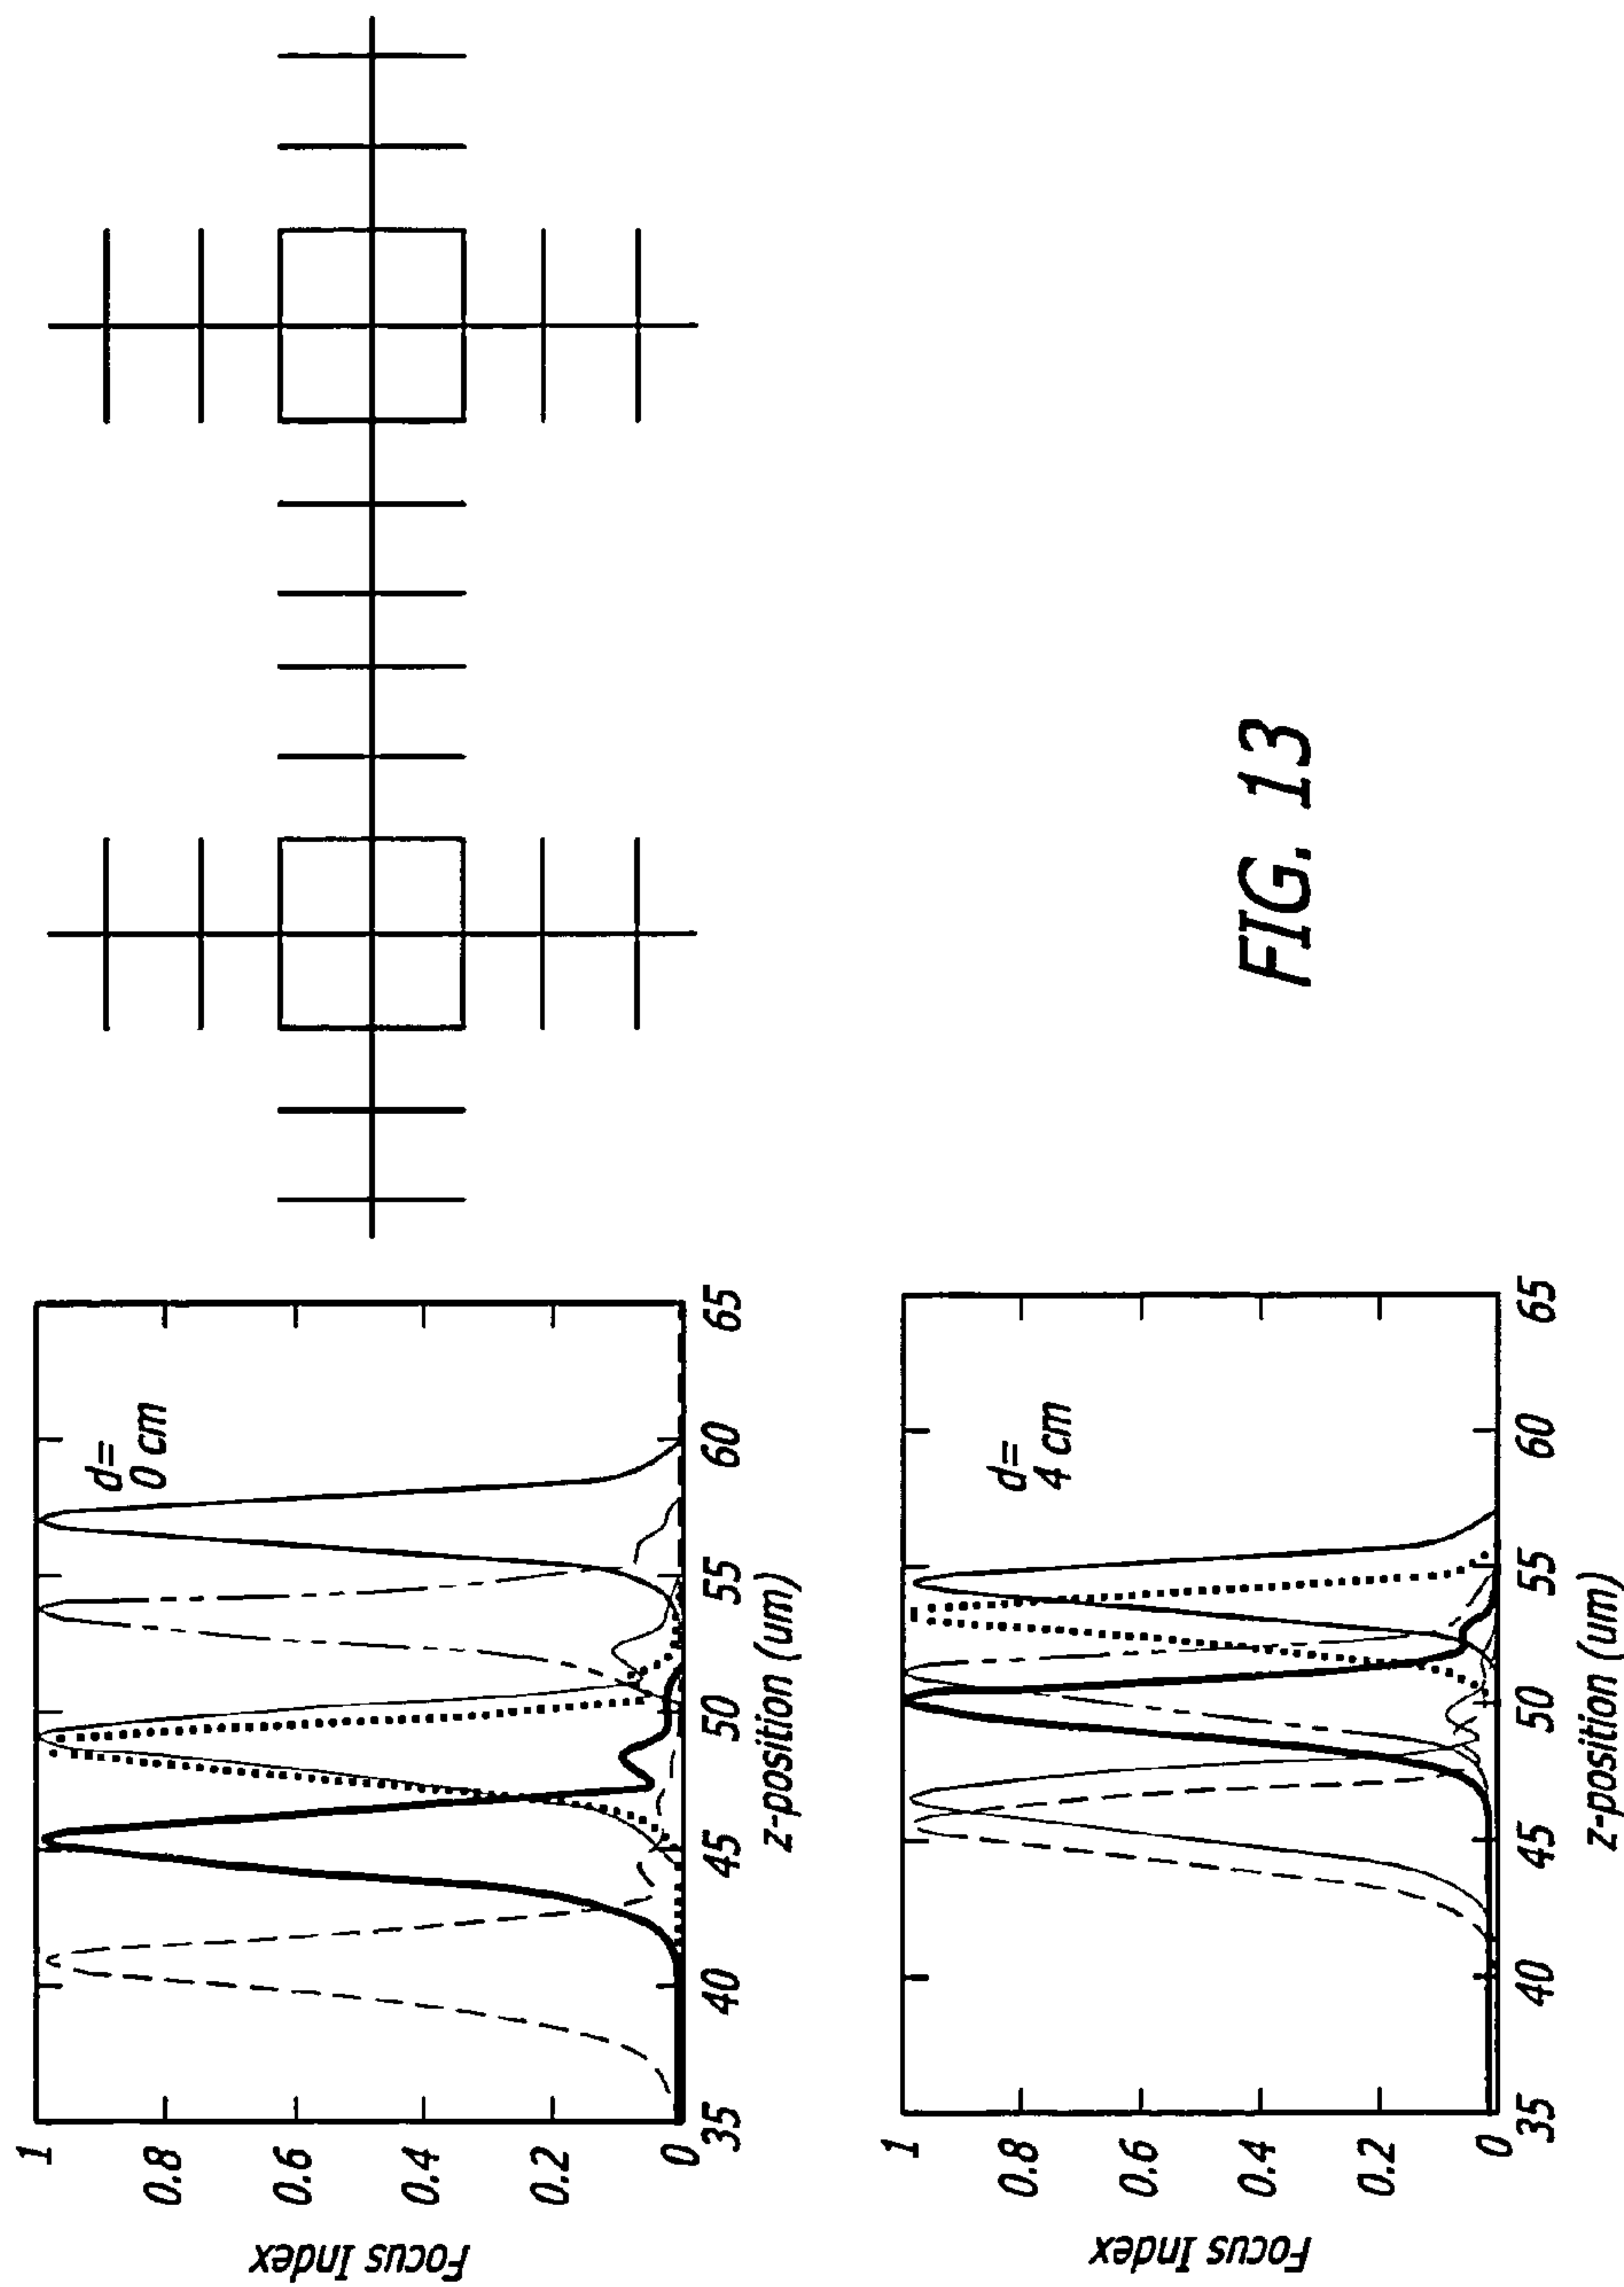 Focus Index
1
0.8
0.6
0.4
0.2
0
d=
0 cm
35
40
45
50
55
60
65
z-position (um)
Focus Index
1
0.8
0.6
0.4
0.2
0
d=
4 cm
35
40
45
50
55
60
65
z-position (um)
FIG. 13